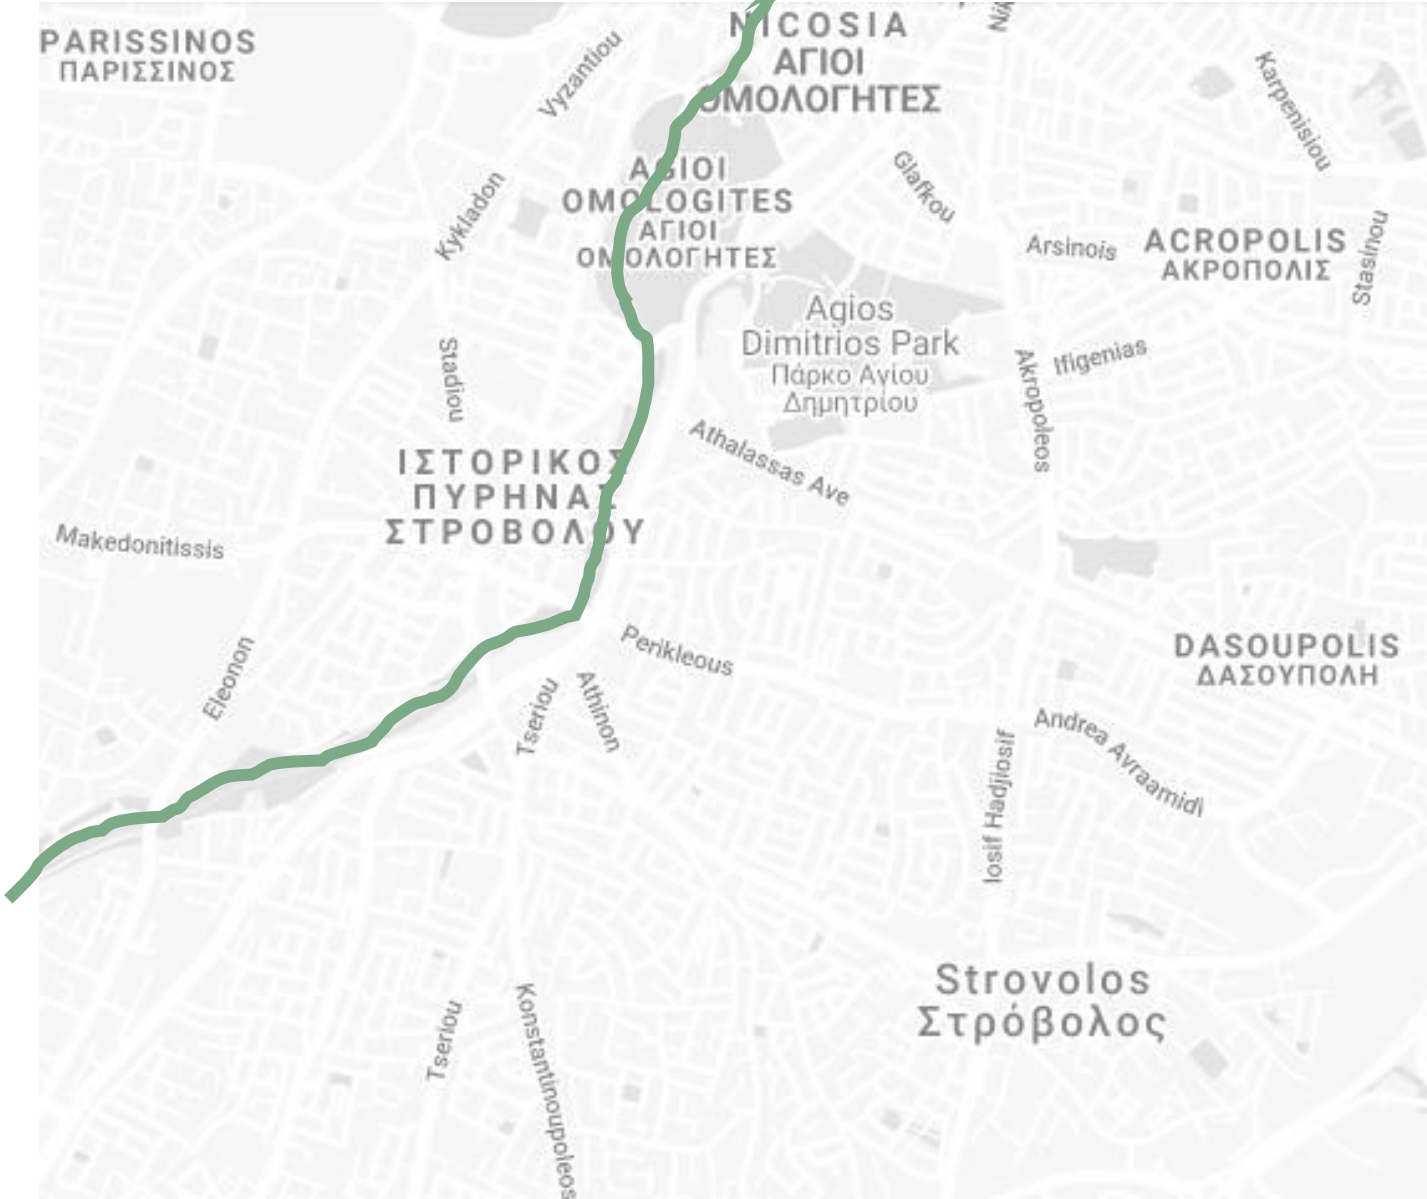 NICOSIA
ΑΓΙΟΙ
ΟΜΟΛΟΓΗΤΕΣ
PARISSINOS
ΠΑΡΙΣΣΙΝΟΣ
Vyzantiou
Karpenisiou
AGIOI
OMOLOGITES
ΑΓΙΟΙ
ΟΜΟΛΟΓΗΤΕΣ
Glafkou
Kykladon
Arsinois
ACROPOLIS
ΑΚΡΟΠΟΛΙΣ
Stasinou
Agios
Dimitrios Park
Πάρκο Αγίου
Δημητρίου
Ifigenias
Stadiou
Akropoleos
Athalassas Ave
ΙΣΤΟΡΙΚΟΣ
ΠΥΡΗΝΑΣ
ΣΤΡΟΒΟΛΟΥ
Makedonitissis
Eleonon
Perikleous
DASOUPOLIS
ΔΑΣΟΥΠΟΛΗ
Tseriou
Athinon
Andrea Avraamidi
Iosif Hadjiosif
Strovolos
Στρόβολος
Tseriou
Konstantinoupoleos